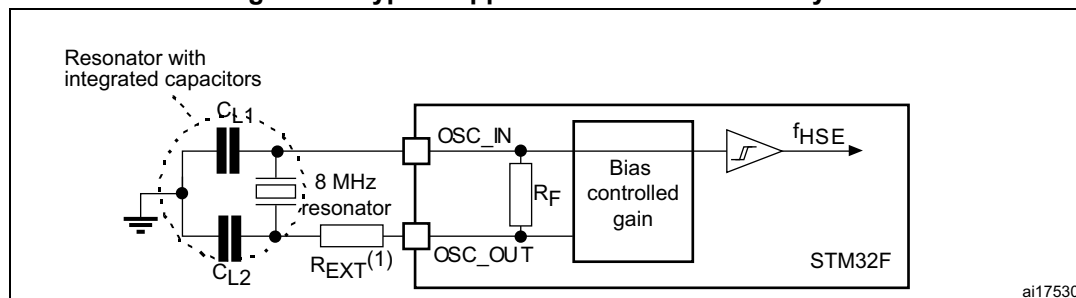 Resonator with
integrated capacitors
CL1
OSC_IN
fHSE
8 MHz
resonator
RF
Bias
controlled
gain
REXT(1)
OSC_OUT
STM32F
CL2
ai17530